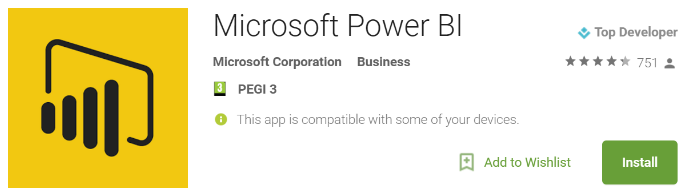 Microsoft Power BI
Top Developer
Microsoft Corporation Business
751
3 PEGI 3
This app is compatible with some of your devices.
Add to Wishlist
Install